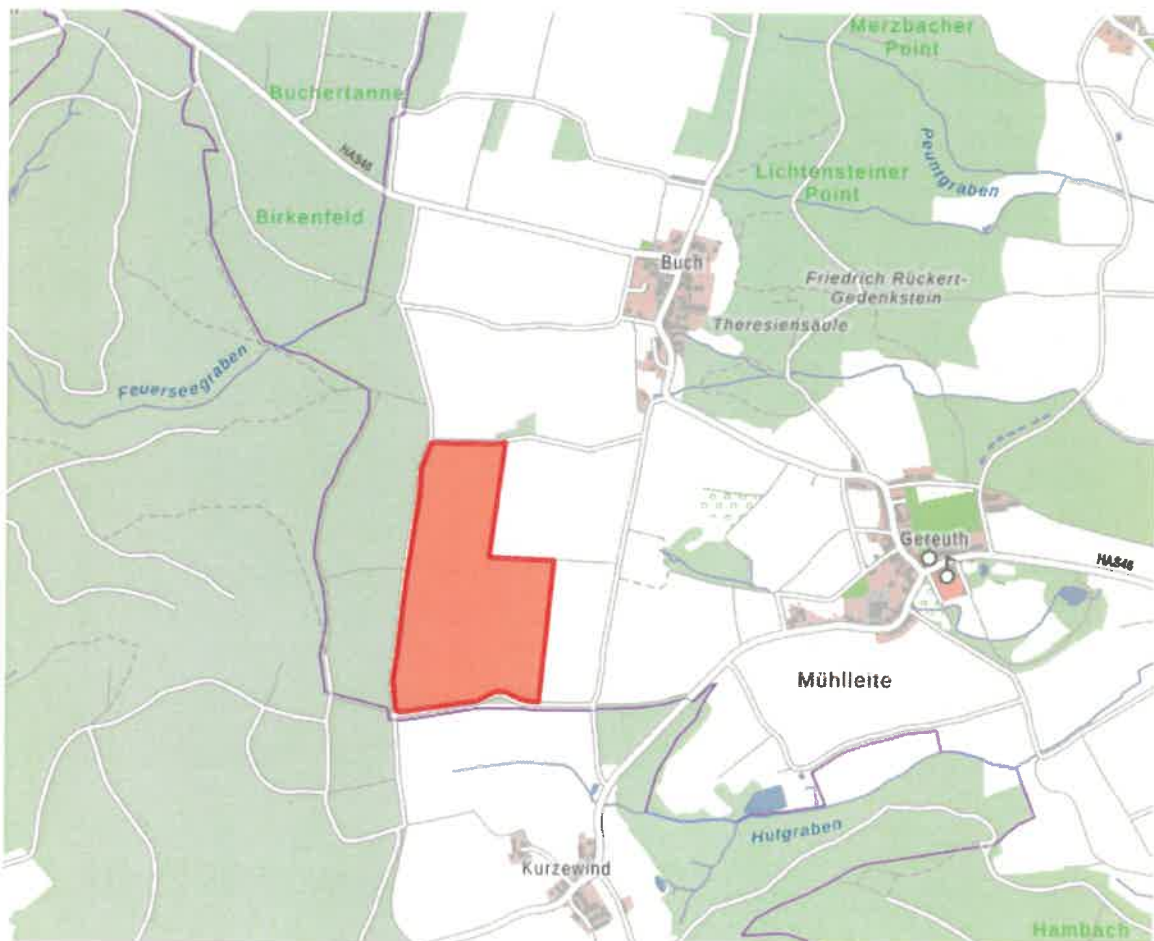 Merzbacher
Point
Buchertanne
HAS46
Peuntgraben
Lichtensteiner
Point
Birkenfeld
Buch
Friedrich Rückert-
Gedenkstein
Theresiensäule
Feuerseegraben
Gereuth
HAS46
Mühlleite
Hutgraben
Kurzewind
Hambach